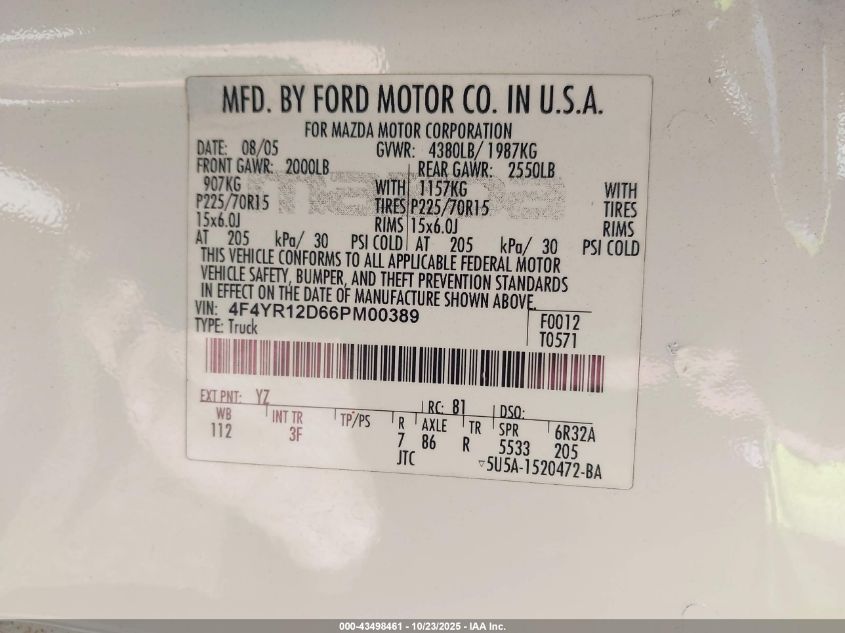 MFD. BY FORD MOTOR CO. IN U.S.A.
FOR MAZDA MOTOR CORPORATION
DATE: 08/05 GVWR: 4380LB/ 1987KG
FRONT GAWR: 2000LB REAR GAWR: 2550LB
907KG WITH 1157KG WITH
P225/70R15 TIRES P225/70R15 TIRES
15x6.0J RIMS 15x6.0J RIMS
AT 205 kPa/ 30 PSI COLD AT 205 kPa/ 30 PSI COLD
mazda
THIS VEHICLE CONFORMS TO ALL APPLICABLE FEDERAL MOTOR
VEHICLE SAFETY, BUMPER, AND THEFT PREVENTION STANDARDS
IN EFFECT ON THE DATE OF MANUFACTURE SHOWN ABOVE.
VIN: 4F4YR12D66PM00389 F0012
TYPE: Truck T0571
EXT PNT: YZ RC: 81 DSO:
WB INT TR TP/PS R AXLE TR SPR 6R32A
112 3F 7 86 R 5533 205
JTC ▽5U5A-1520472-BA
000-43498461 - 10/23/2025 - IAA Inc.